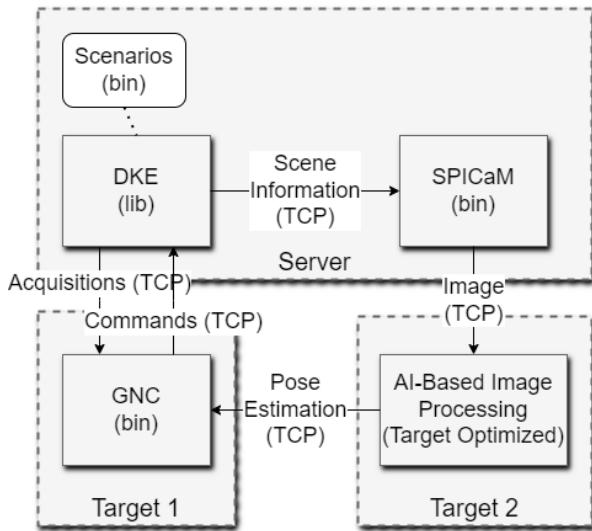 Scenarios
(bin)
DKE
(lib)
Scene
Information
(TCP)
SPICaM
(bin)
Server
Acquisitions (TCP)
Commands (TCP)
Image
(TCP)
GNC
(bin)
Pose
Estimation
(TCP)
AI-Based Image
Processing
(Target Optimized)
Target 1
Target 2